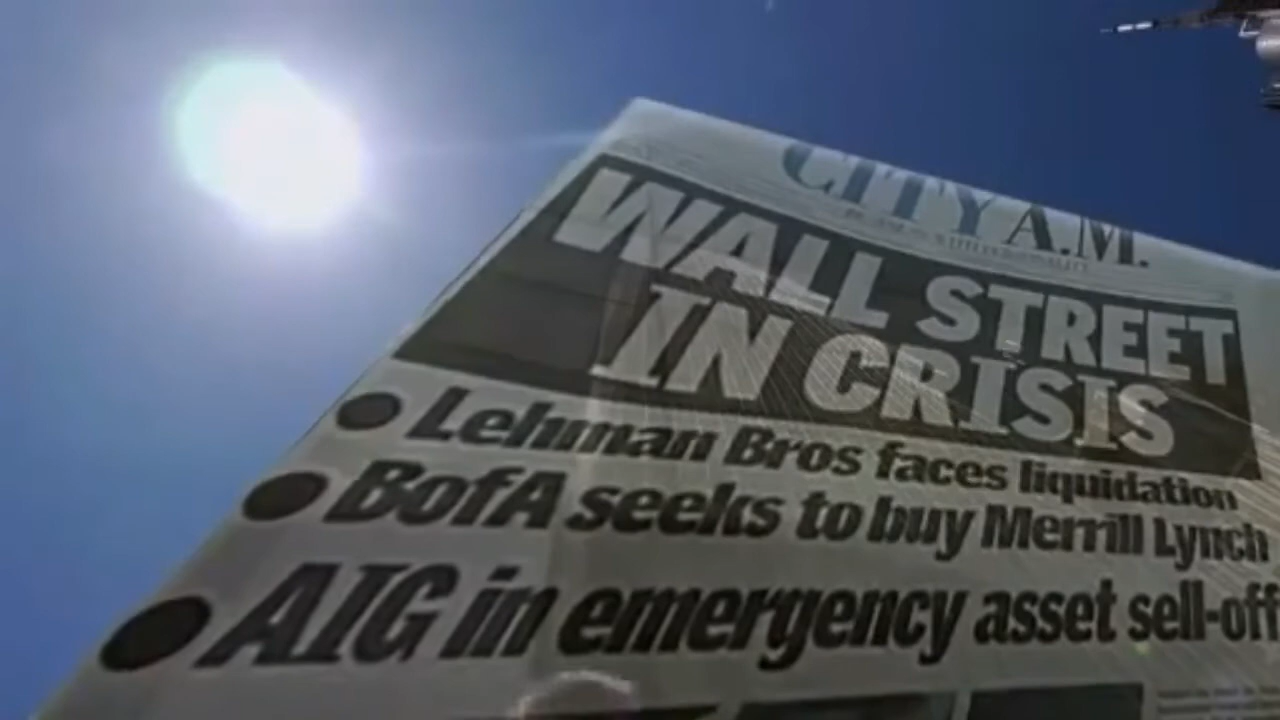 CITY A.M.
WALL STREET
IN CRISIS
● Lehman Bros faces liquidation
● BofA seeks to buy Merrill Lynch
● AIG in emergency asset sell-off